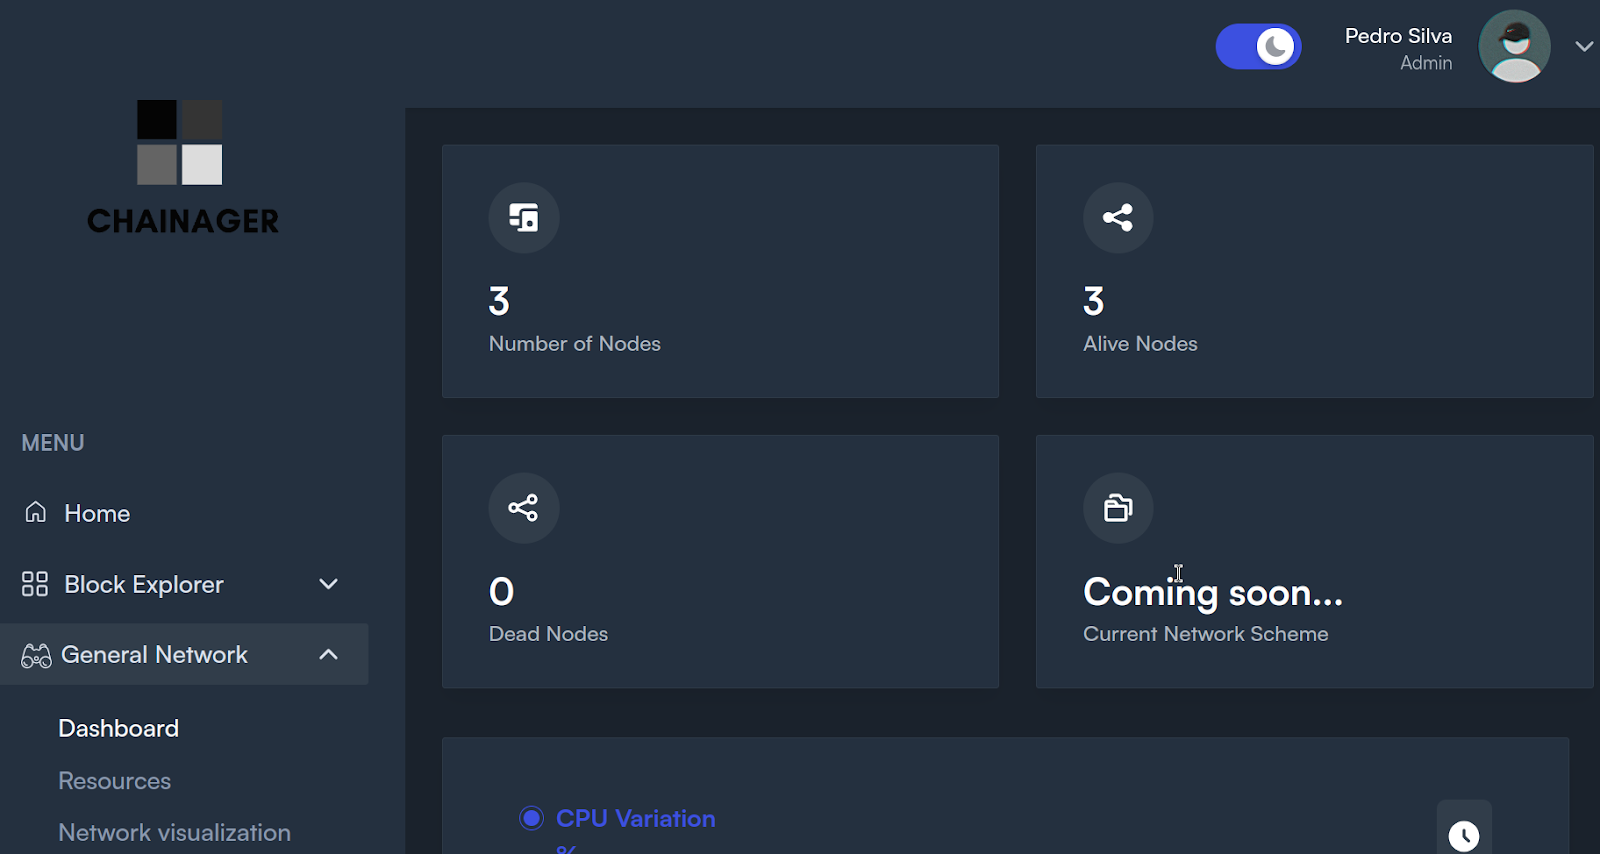 Pedro Silva
Admin
CHAINAGER
MENU
Home
Block Explorer
General Network
Dashboard
Resources
Network visualization
3
Number of Nodes
3
Alive Nodes
0
Dead Nodes
Coming soon...
Current Network Scheme
CPU Variation
%